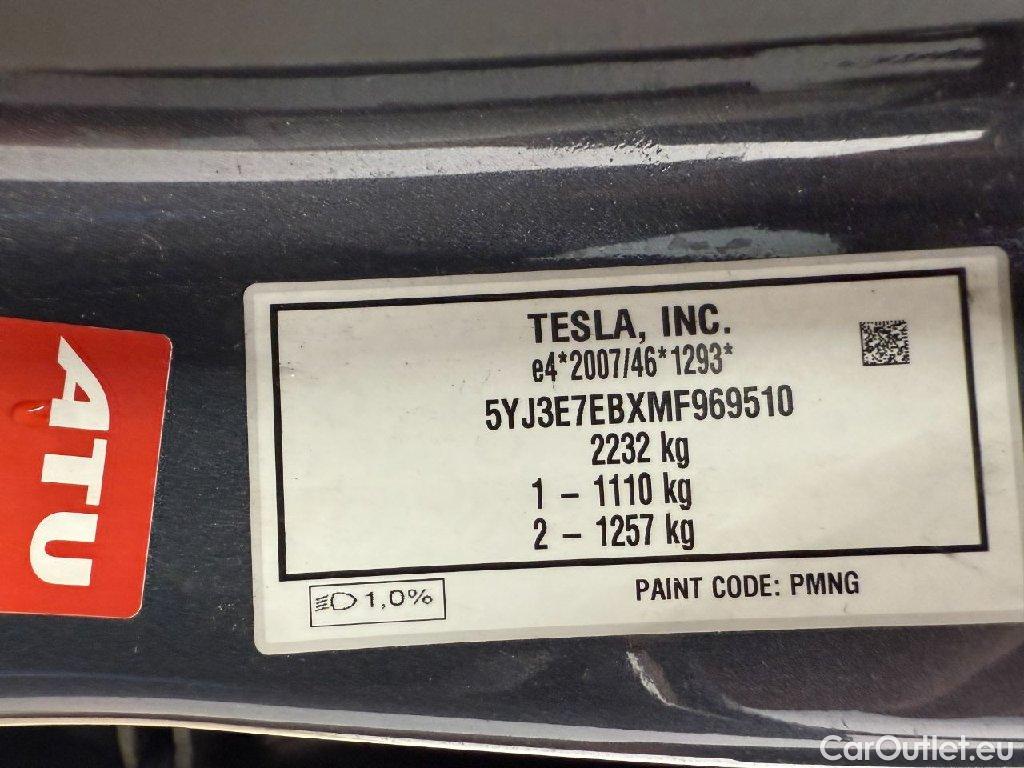 TESLA, INC.
e4*2007/46*1293*
5YJ3E7EBXMF969510
2232 kg
1 – 1110 kg
2 – 1257 kg
1,0%
PAINT CODE: PMNG
ATU
CarOutlet.eu